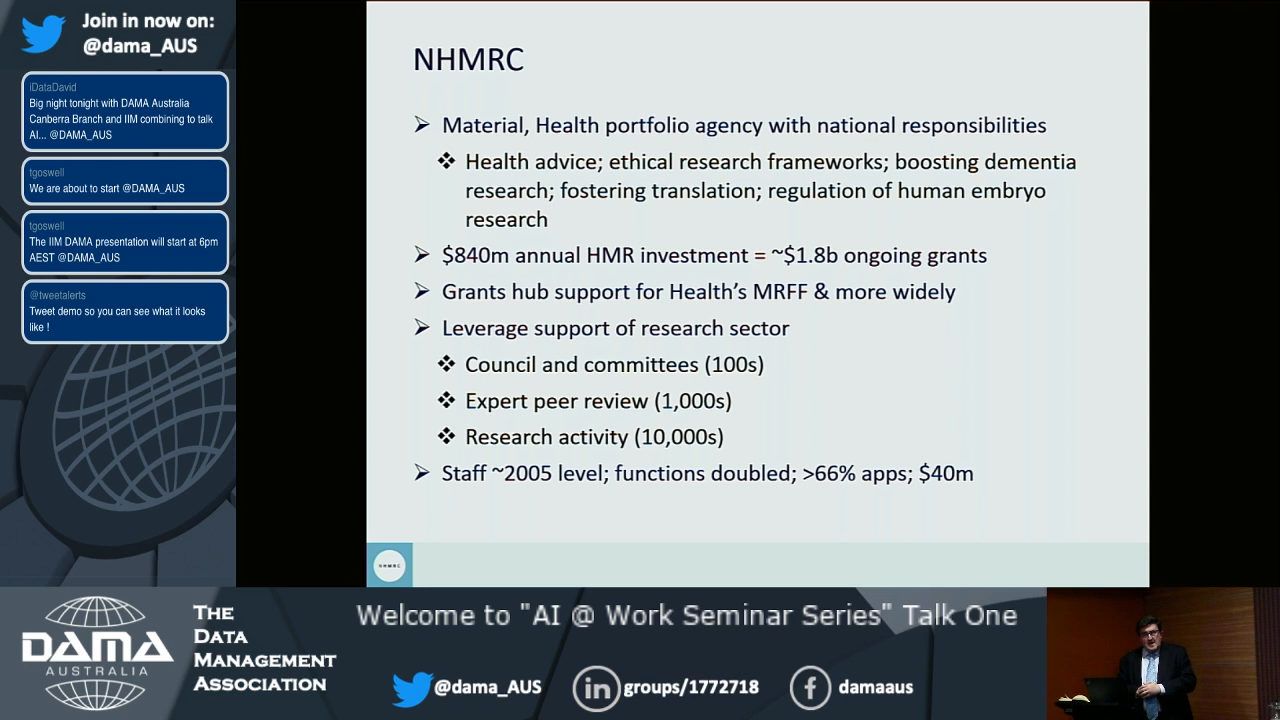 Join in now on:
@dama_AUS
iDataDavid
Big night tonight with DAMA Australia
Canberra Branch and IIM combining to talk
AI... @DAMA_AUS
tgoswell
We are about to start @DAMA_AUS
tgoswell
The IIM DAMA presentation will start at 6pm
AEST @DAMA_AUS
@tweetalerts
Tweet demo so you can see what it looks
like !
NHMRC
Material, Health portfolio agency with national responsibilities
Health advice; ethical research frameworks; boosting dementia
research; fostering translation; regulation of human embryo
research
$840m annual HMR investment = ~$1.8b ongoing grants
Grants hub support for Health’s MRFF & more widely
Leverage support of research sector
Council and committees (100s)
Expert peer review (1,000s)
Research activity (10,000s)
Staff ~2005 level; functions doubled; >66% apps; $40m
NHMRC
DAMA
AUSTRALIA
THE
DATA
MANAGEMENT
ASSOCIATION
Welcome to "AI @ Work Seminar Series" Talk One
@dama_AUS
in
groups/1772718
f
damaaus